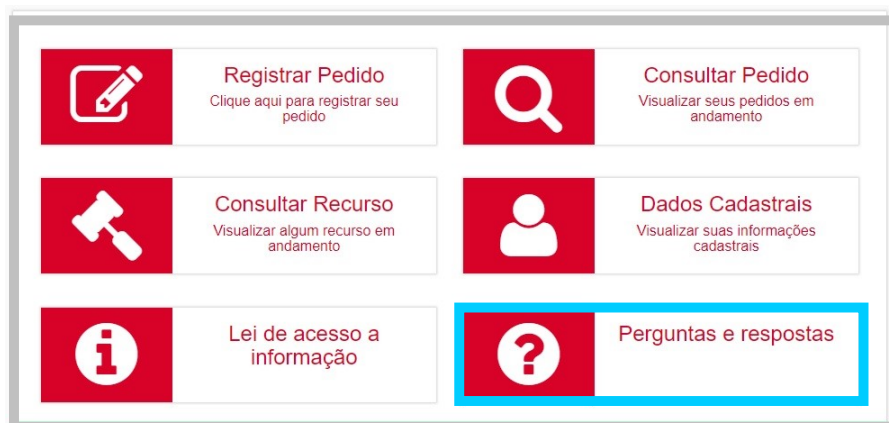 Registrar Pedido
Clique aqui para registrar seu
pedido
Consultar Pedido
Visualizar seus pedidos em
andamento
Consultar Recurso
Visualizar algum recurso em
andamento
Dados Cadastrais
Visualizar suas informações
cadastrais
Lei de acesso a
informação
Perguntas e respostas